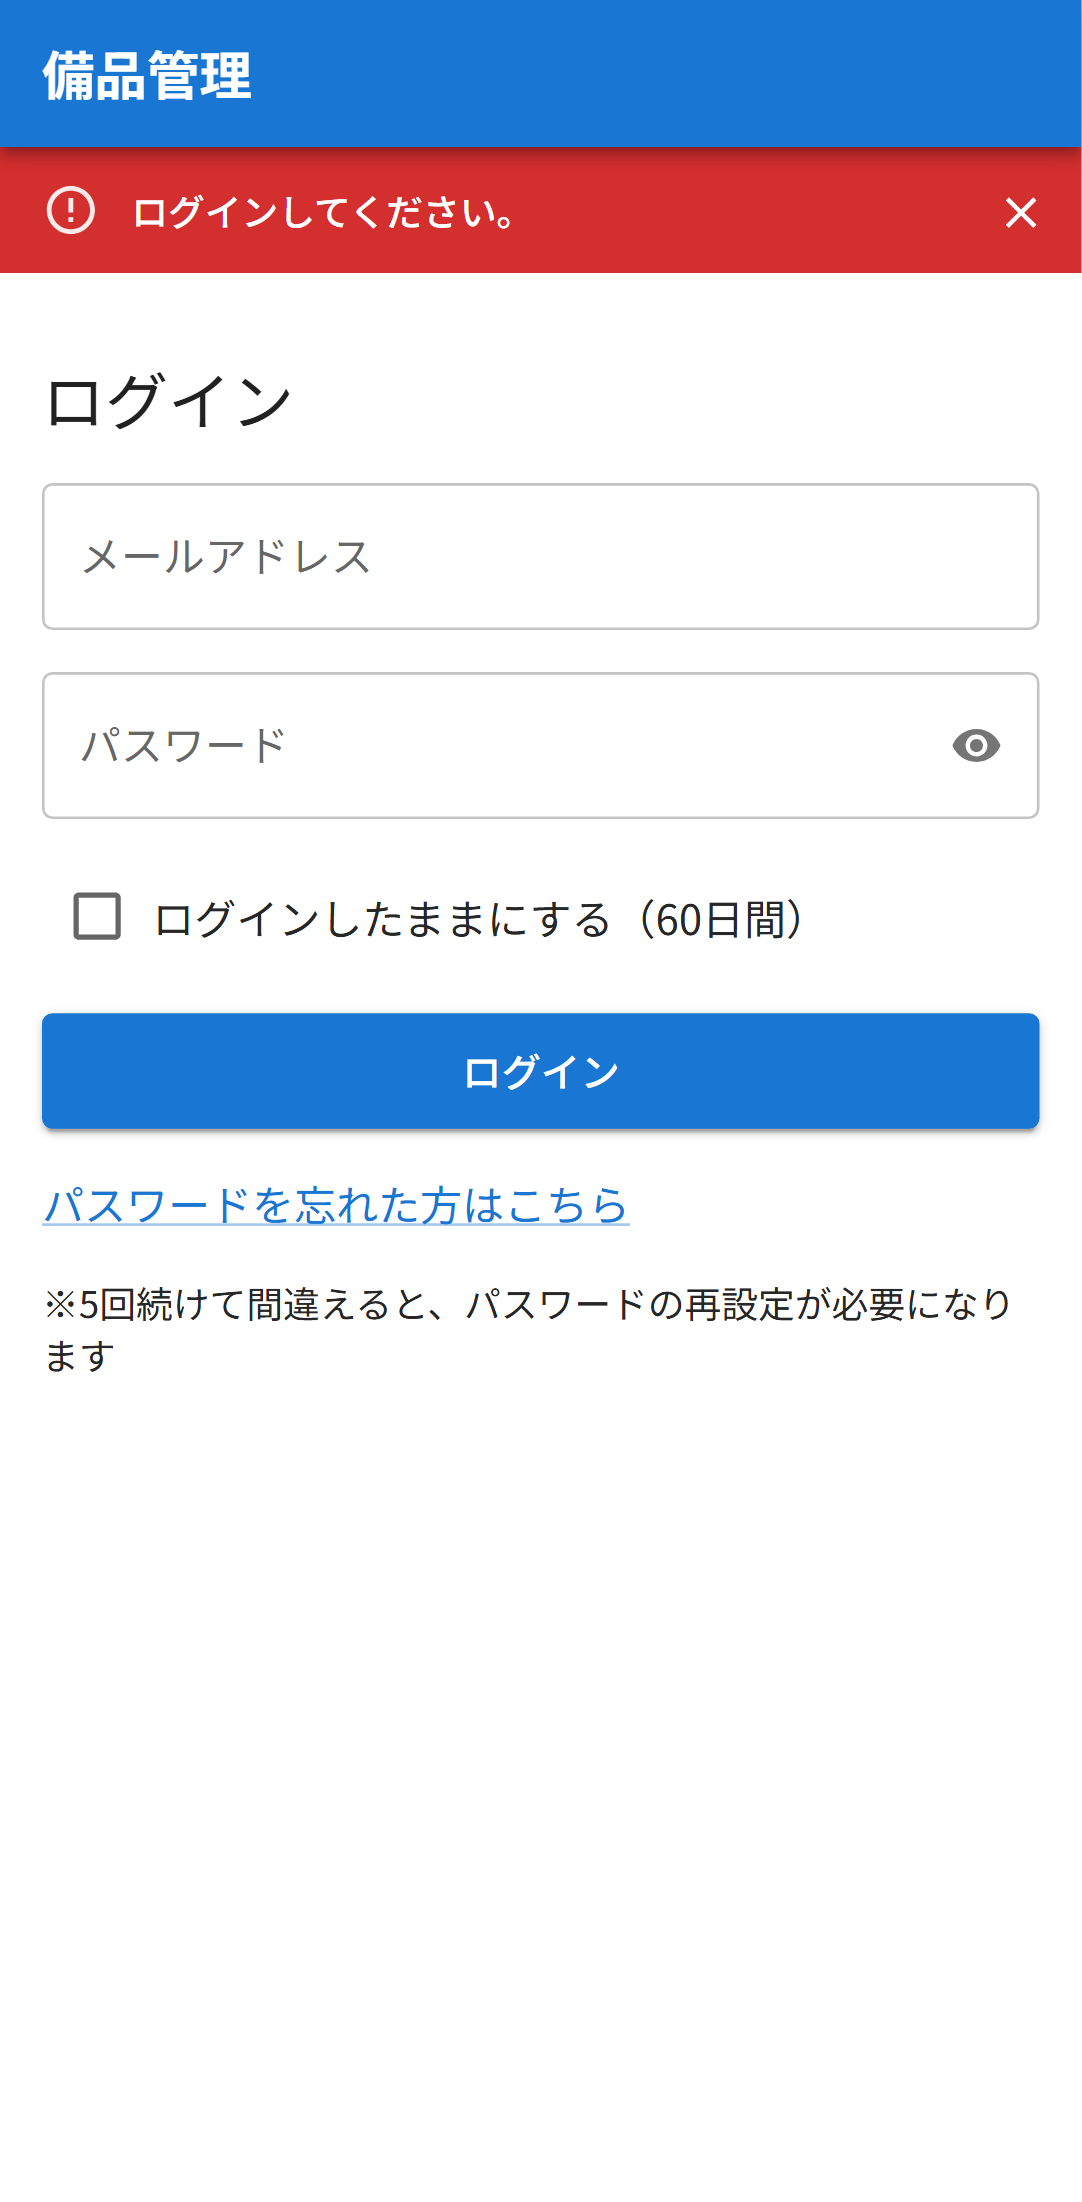 備品管理
ログインしてください。
ログイン
メールアドレス
パスワード
ログインしたままにする（60日間）
ログイン
パスワードを忘れた方はこちら
※5回続けて間違えると、パスワードの再設定が必要になり
ます